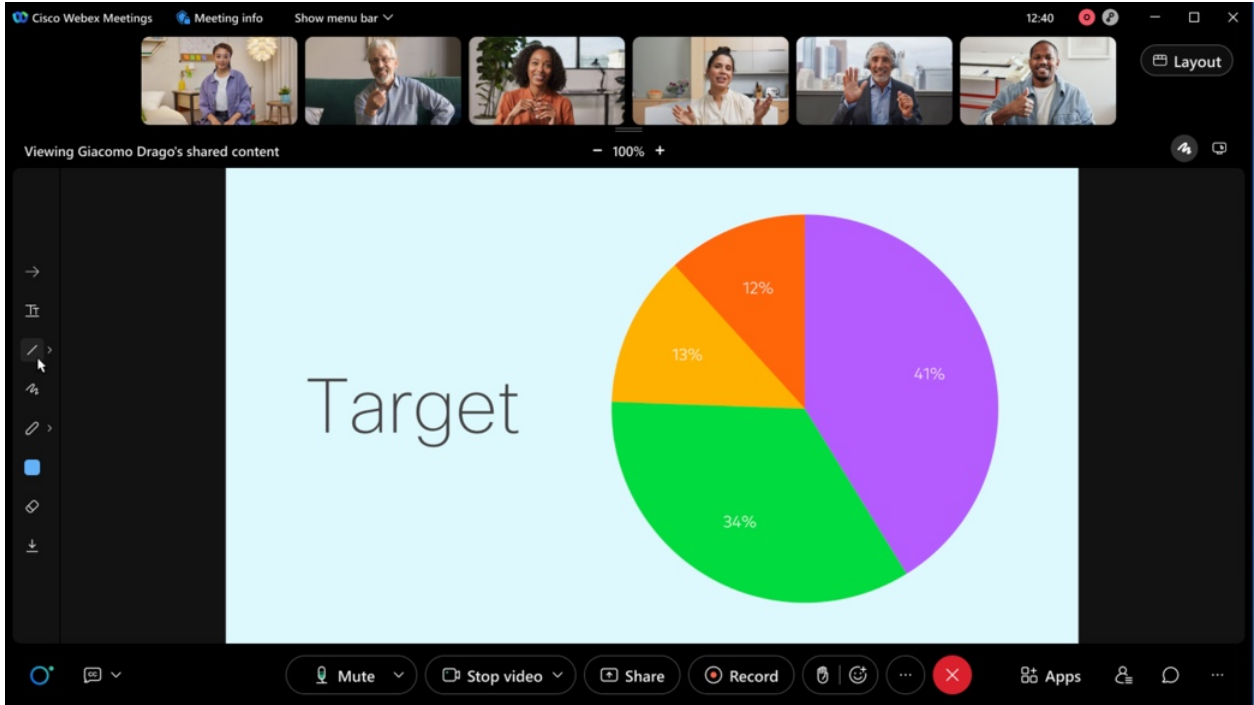 Cisco Webex Meetings
Meeting info
Show menu bar
12:40
Layout
Viewing Giacomo Drago's shared content
100%
12%
13%
41%
Target
34%
CC
Mute
Stop video
Share
Record
Apps